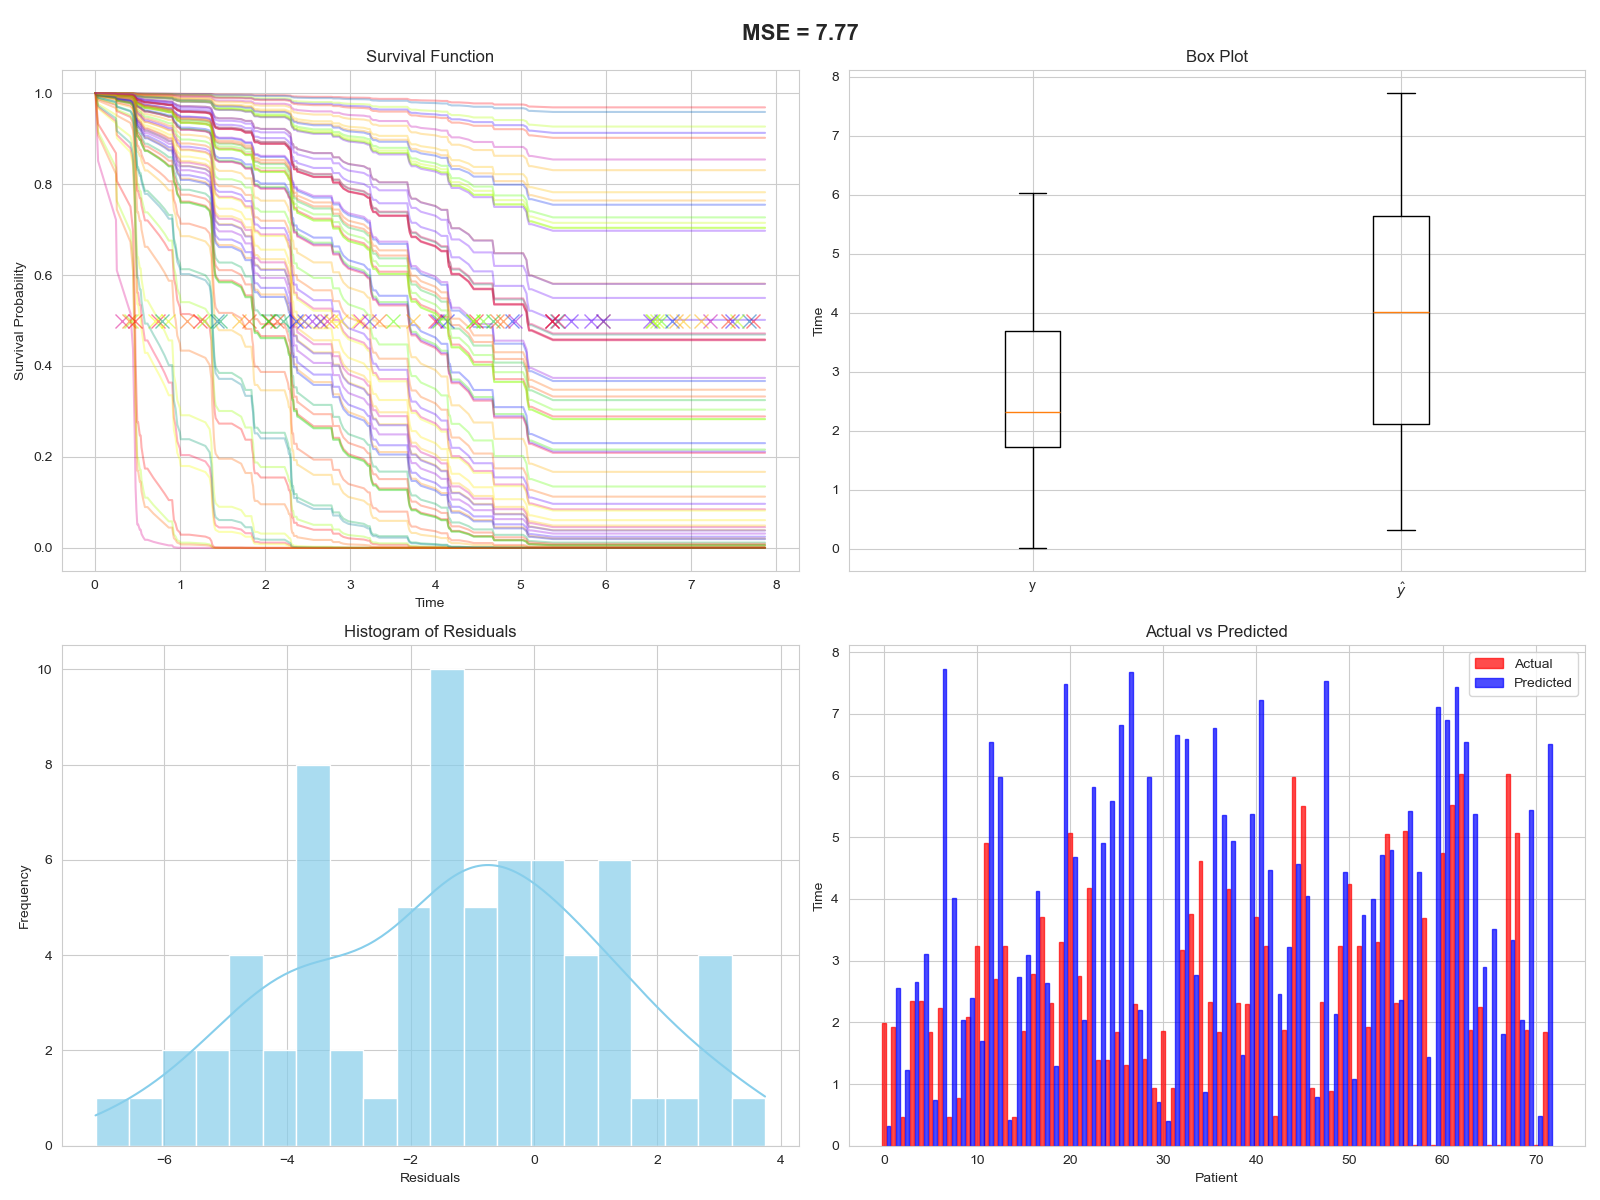 MSE = 7.77
Survival Function
Survival Probability
1.0
0.8
0.6
0.4
0.2
0.0
0 1 2 3 4 5 6 7 8
Time
Box Plot
Time
8
7
6
5
4
3
2
1
0
y ŷ
Histogram of Residuals
Frequency
10
8
6
4
2
0
−6 −4 −2 0 2 4
Residuals
Actual vs Predicted
Actual
Predicted
Time
8
7
6
5
4
3
2
1
0
0 10 20 30 40 50 60 70
Patient